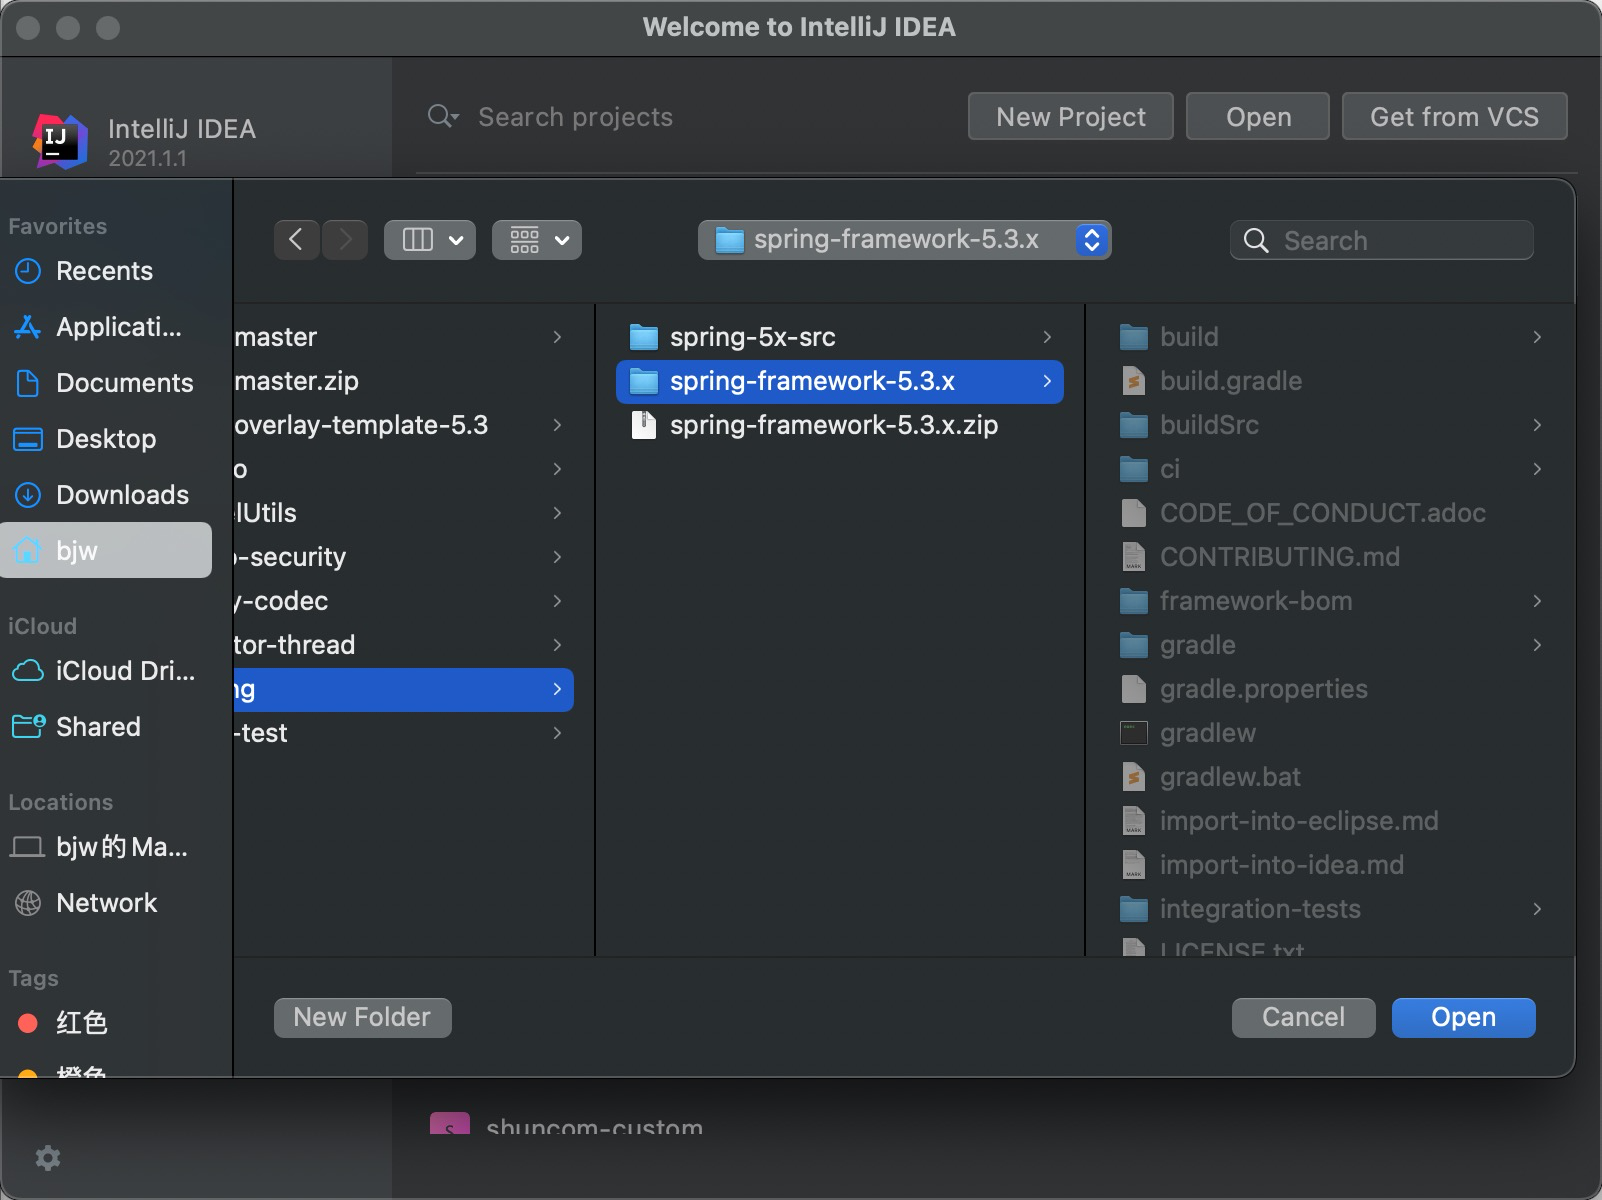 Welcome to IntelliJ IDEA
IJ
IntelliJ IDEA
2021.1.1
Search projects
New Project
Open
Get from VCS
Favorites
Recents
Applicati...
Documents
Desktop
Downloads
bjw
iCloud
iCloud Dri...
Shared
Locations
bjw的 Ma...
Network
Tags
红色
橙色
spring-framework-5.3.x
Search
master
master.zip
overlay-template-5.3
o
elUtils
o-security
y-codec
tor-thread
ng
-test
spring-5x-src
spring-framework-5.3.x
spring-framework-5.3.x.zip
build
build.gradle
buildSrc
ci
CODE_OF_CONDUCT.adoc
CONTRIBUTING.md
framework-bom
gradle
gradle.properties
gradlew
gradlew.bat
import-into-eclipse.md
import-into-idea.md
integration-tests
LICENSE.txt
New Folder
Cancel
Open
S
shuncom-custom